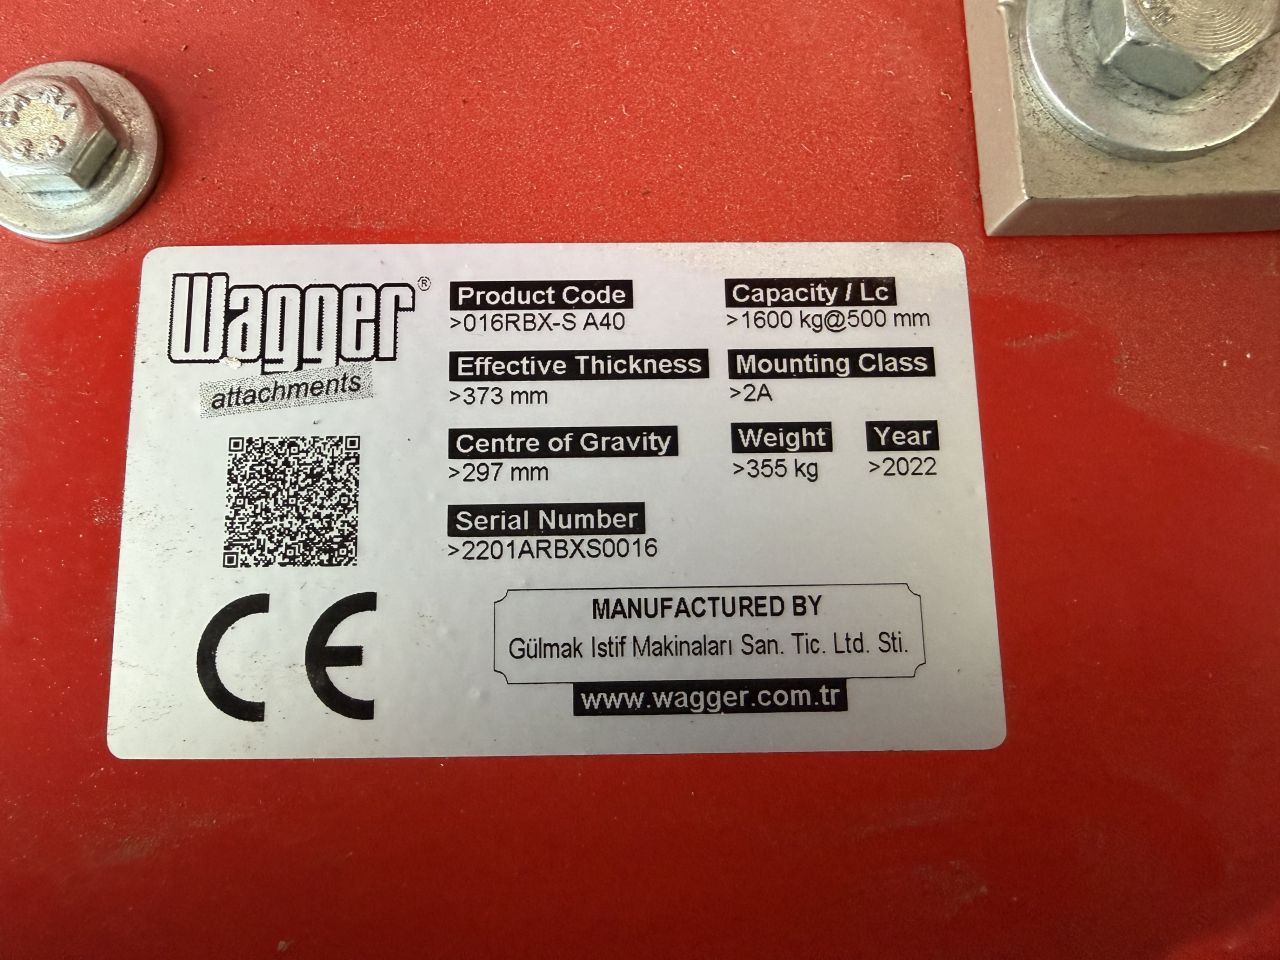 Wagger®
attachments
Product Code
>016RBX-S A40
Capacity / Lc
>1600 kg@500 mm
Effective Thickness
>373 mm
Mounting Class
>2A
Centre of Gravity
>297 mm
Weight
>355 kg
Year
>2022
Serial Number
>2201ARBXS0016
CE
MANUFACTURED BY
Gülmak Istif Makinaları San. Tic. Ltd. Sti.
www.wagger.com.tr